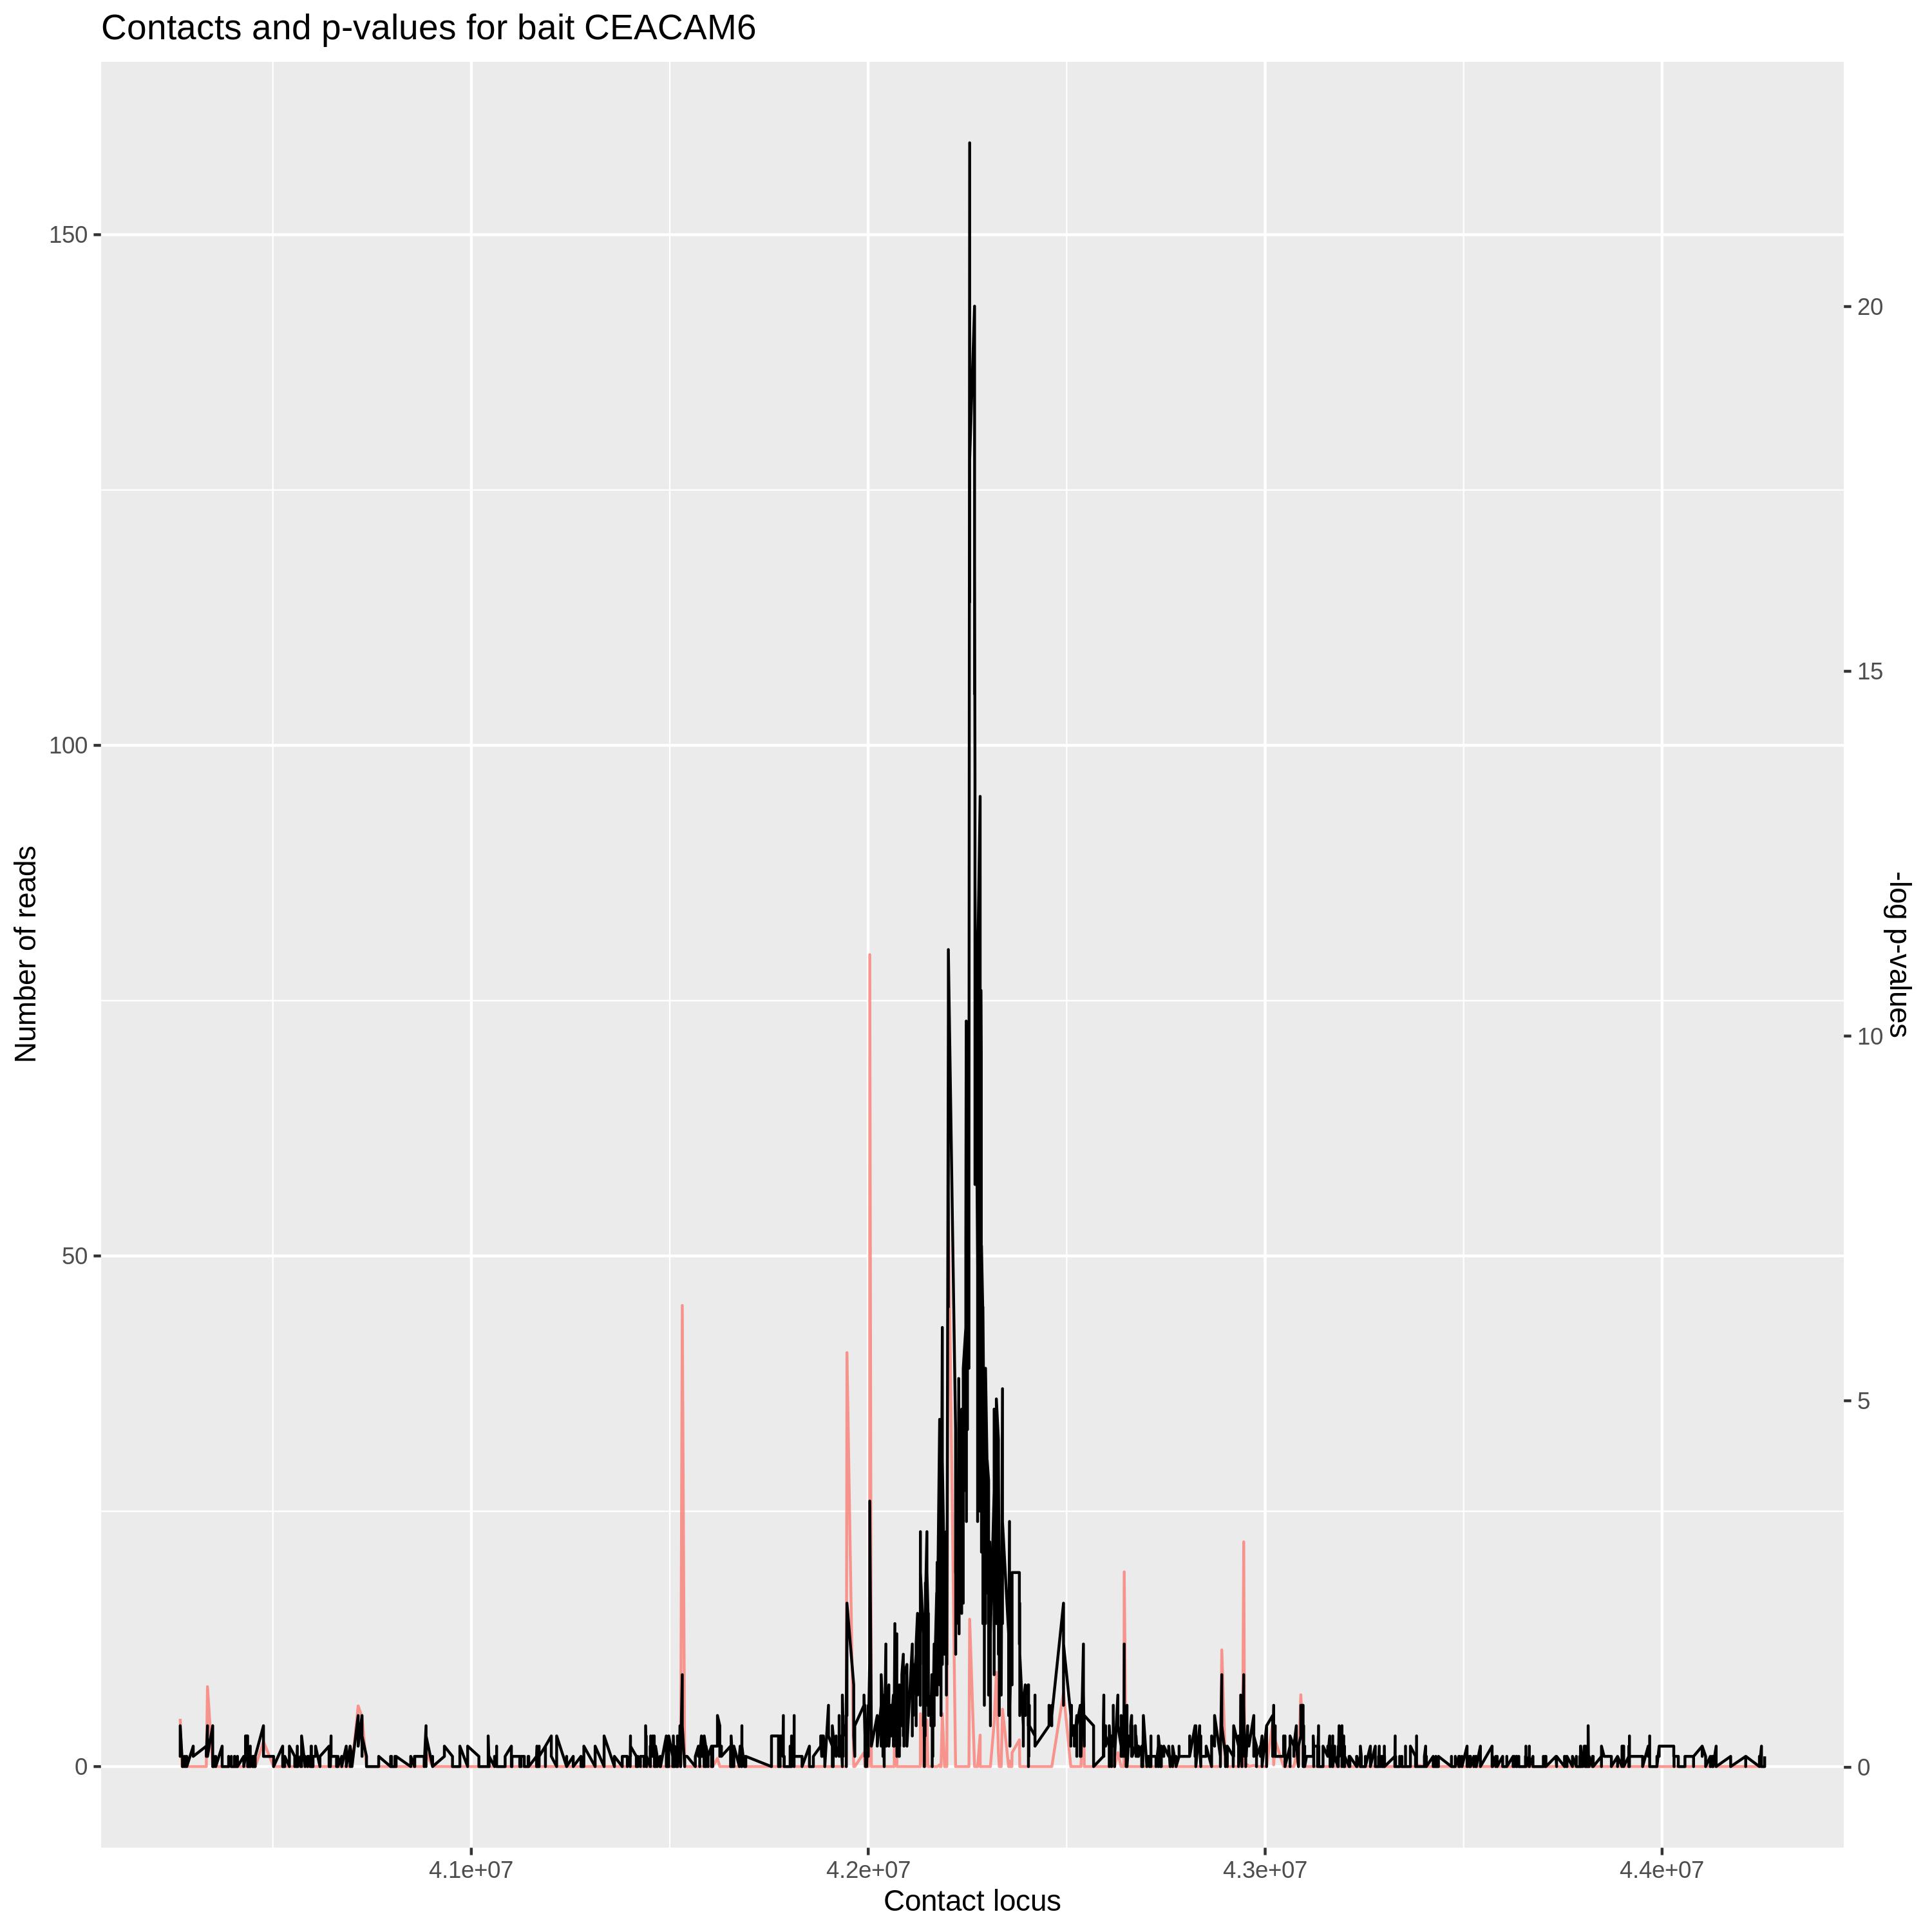 Contacts and p-values for bait CEACAM6
150
100
50
0
Number of reads
20
15
10
5
0
-log p-values
4.1e+07
4.2e+07
4.3e+07
4.4e+07
Contact locus